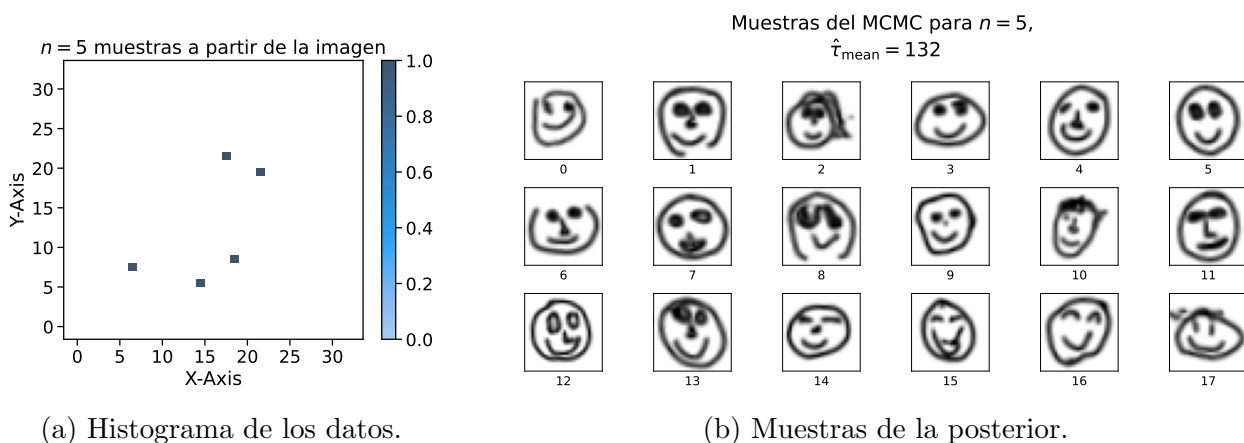 n = 5 muestras a partir de la imagen
30
25
20
15
10
5
0
Y-Axis
0 5 10 15 20 25 30
X-Axis
1.0
0.8
0.6
0.4
0.2
0.0
(a) Histograma de los datos.
Muestras del MCMC para n = 5,
τ̂mean = 132
0 1 2 3 4 5
6 7 8 9 10 11
12 13 14 15 16 17
(b) Muestras de la posterior.